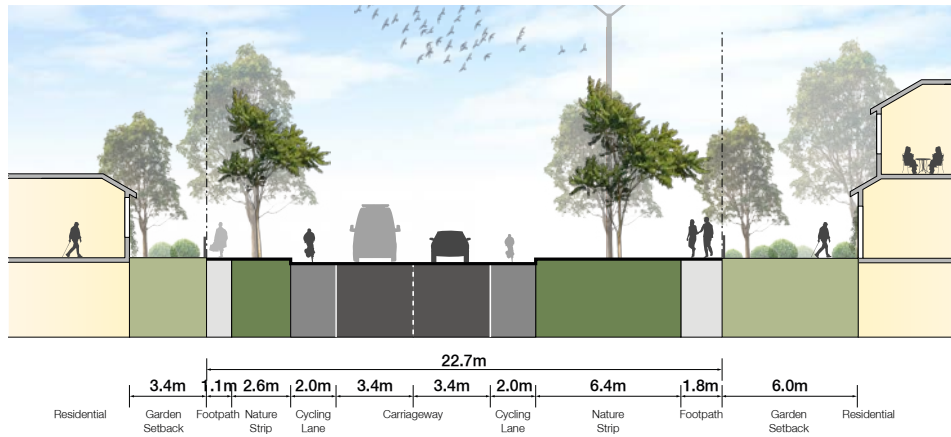 22.7m
3.4m 1.1m 2.6m 2.0m 3.4m 3.4m 2.0m 6.4m 1.8m 6.0m
Residential Garden Footpath Nature Cycling Carriageway Cycling Nature Footpath Garden Residential
Setback Strip Lane Lane Strip Setback